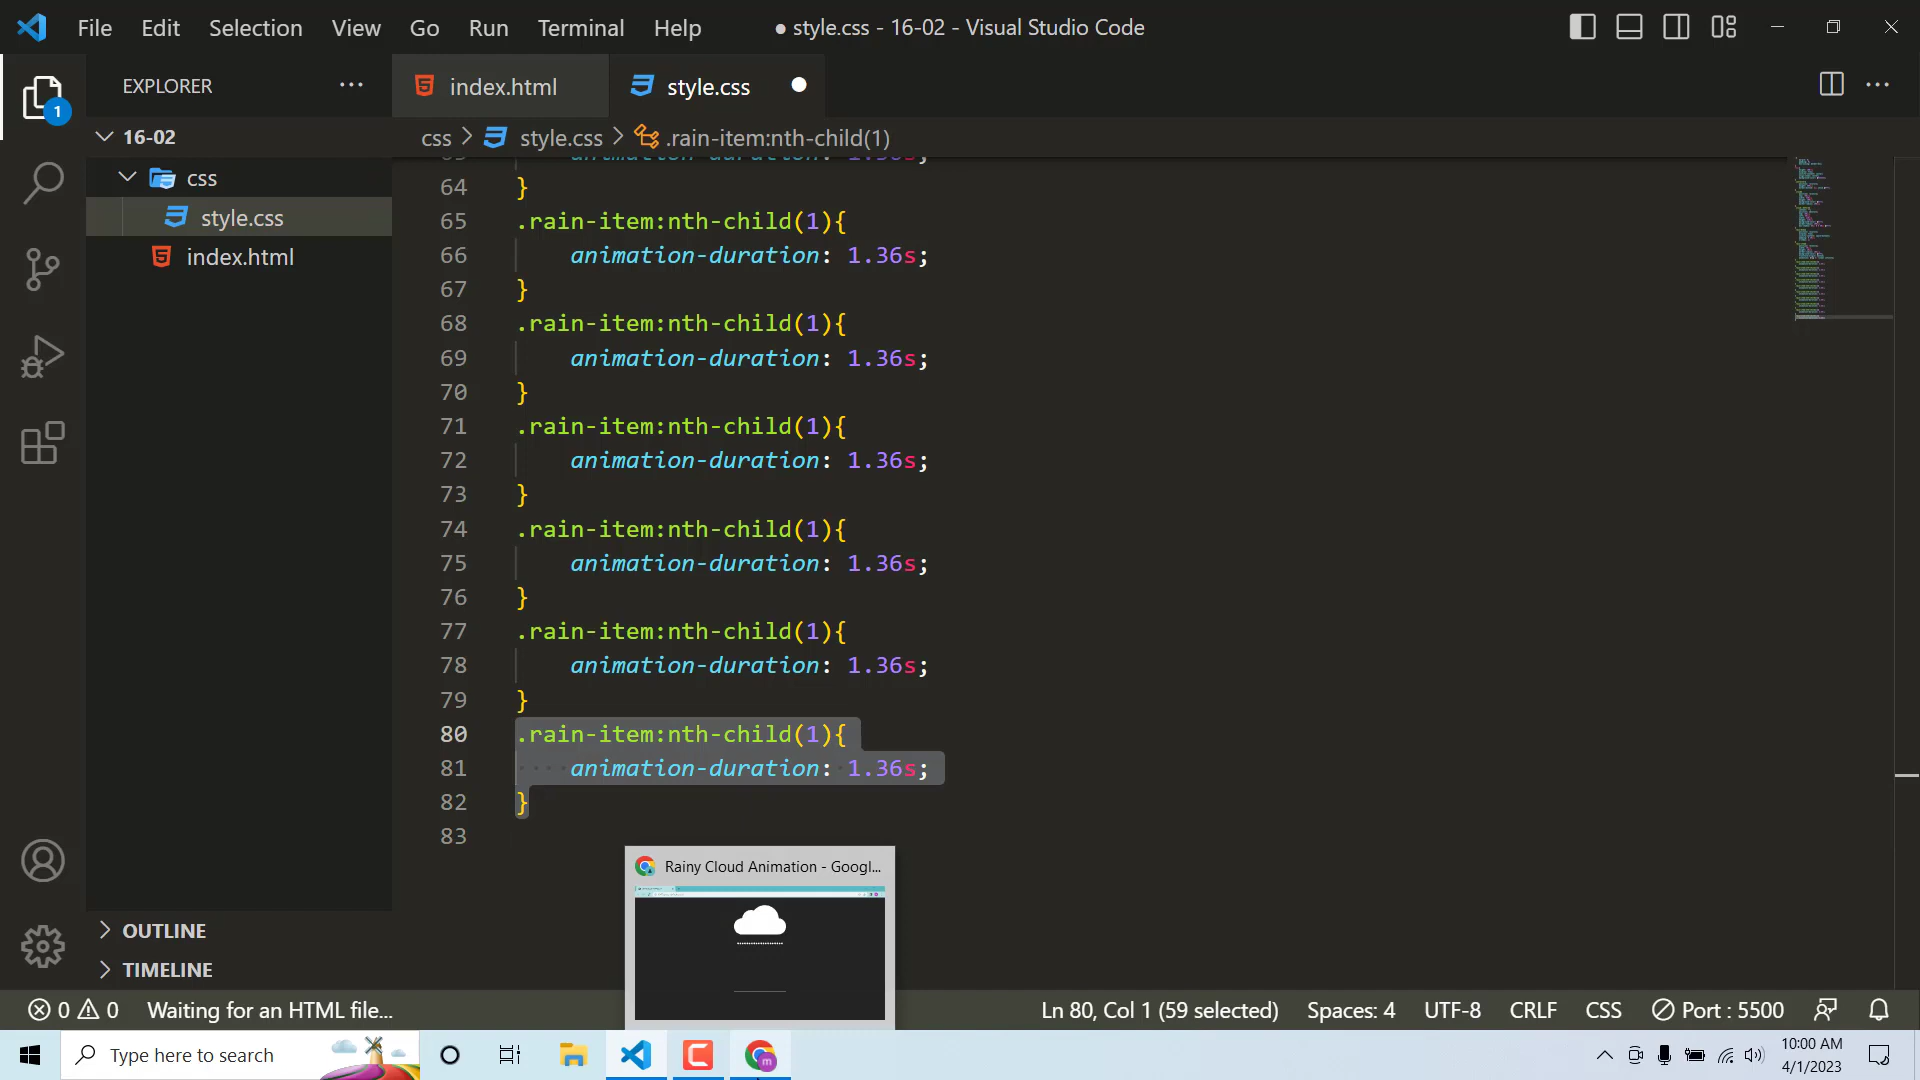 File Edit Selection View Go Run Terminal Help
● style.css - 16-02 - Visual Studio Code
EXPLORER
index.html
style.css
1
16-02
css > style.css > .rain-item:nth-child(1)
css
style.css
index.html
64 }
65 .rain-item:nth-child(1){
66 animation-duration: 1.36s;
67 }
68 .rain-item:nth-child(1){
69 animation-duration: 1.36s;
70 }
71 .rain-item:nth-child(1){
72 animation-duration: 1.36s;
73 }
74 .rain-item:nth-child(1){
75 animation-duration: 1.36s;
76 }
77 .rain-item:nth-child(1){
78 animation-duration: 1.36s;
79 }
80 .rain-item:nth-child(1){
81 animation-duration: 1.36s;
82 }
83
Rainy Cloud Animation - Googl...
OUTLINE
TIMELINE
0 0 Waiting for an HTML file...
Ln 80, Col 1 (59 selected) Spaces: 4 UTF-8 CRLF CSS Port : 5500
Type here to search
m
10:00 AM
4/1/2023